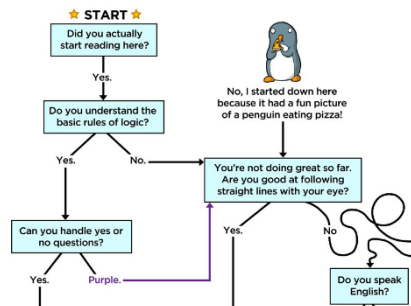 START
Did you actually
start reading here?
Yes.
No, I started down here
because it had a fun picture
of a penguin eating pizza!
Do you understand the
basic rules of logic?
Yes.
No.
You're not doing great so far.
Are you good at following
straight lines with your eye?
Can you handle yes or
no questions?
Yes.
No
Yes.
Purple.
Do you speak
English?